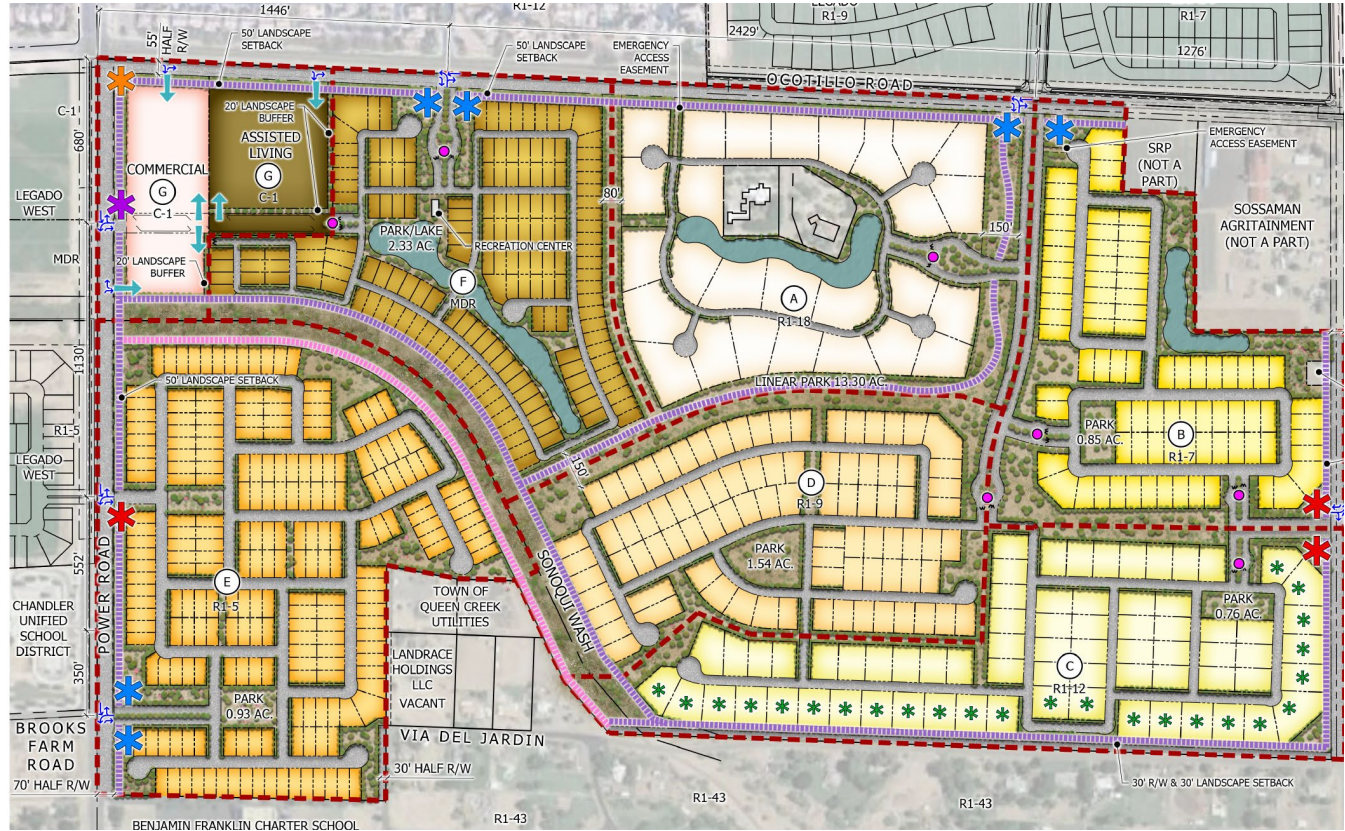 1446'
R1-12
LEGADO
R1-9
R1-7
2429'
1276'
55'
HALF
R/W
50' LANDSCAPE
SETBACK
50' LANDSCAPE
SETBACK
EMERGENCY
ACCESS
EASEMENT
OCOTILLO ROAD
C-1
680'
20' LANDSCAPE
BUFFER
ASSISTED
LIVING
G
C-1
COMMERCIAL
G
C-1
EMERGENCY
ACCESS EASEMENT
SRP
(NOT A
PART)
SOSSAMAN
AGRITAINMENT
(NOT A PART)
LEGADO
WEST
80'
150'
PARK/LAKE
2.33 AC.
RECREATION CENTER
MDR
20' LANDSCAPE
BUFFER
F
MDR
A
R1-18
1130'
LINEAR PARK 13.30 AC.
50' LANDSCAPE SETBACK
R1-5
LEGADO
WEST
PARK
0.85 AC.
B
R1-7
150'
D
R1-9
POWER ROAD
552'
PARK
1.54 AC.
SONOQUI WASH
E
R1-5
TOWN OF
QUEEN CREEK
UTILITIES
CHANDLER
UNIFIED
SCHOOL
DISTRICT
PARK
0.76 AC.
LANDRACE
HOLDINGS
LLC
VACANT
C
R1-12
350'
PARK
0.93 AC.
BROOKS
FARM
ROAD
VIA DEL JARDIN
70' HALF R/W
30' HALF R/W
30' R/W & 30' LANDSCAPE SETBACK
R1-43
R1-43
R1-43
BENJAMIN FRANKLIN CHARTER SCHOOL